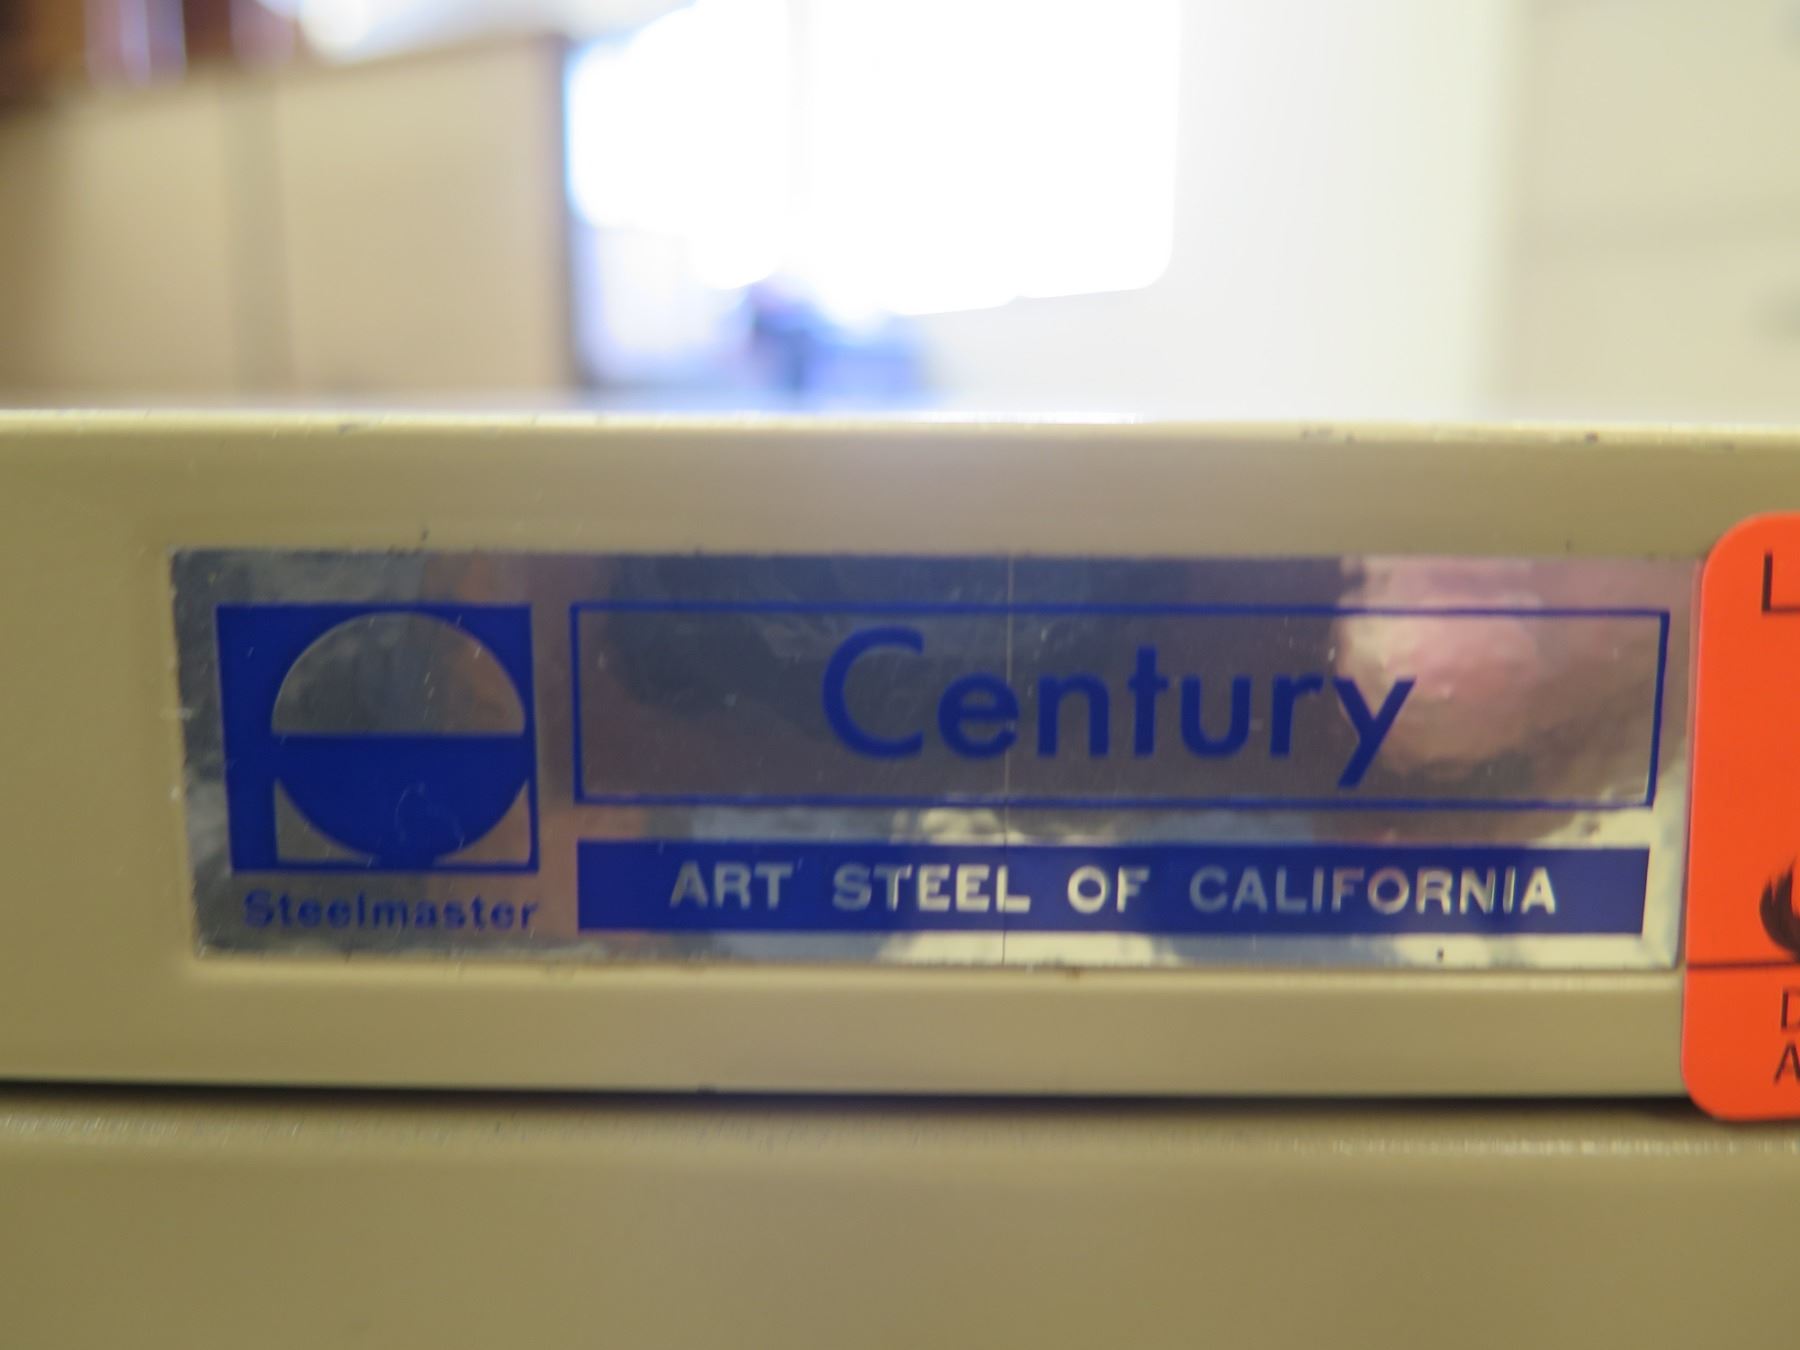 Century
ART STEEL OF CALIFORNIA
Steelmaster